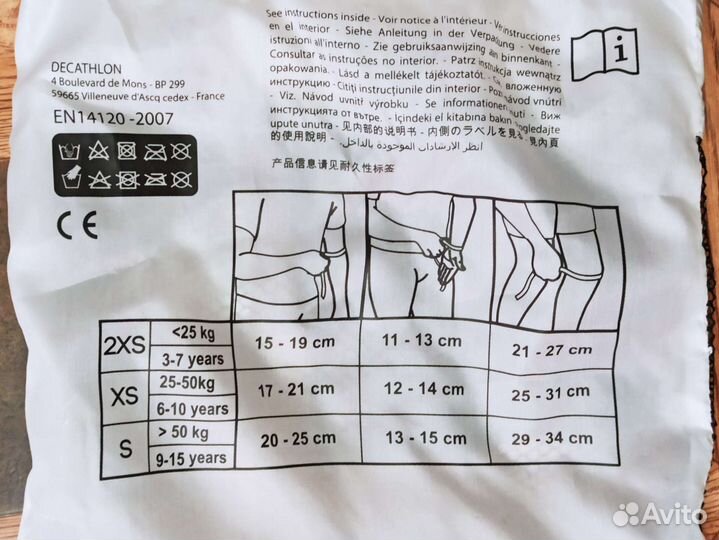 See instructions inside - Voir notice à l'intérieur - Ver instrucciones
en el interior - Siehe Anleitung in der Verpackung - Vedere
istruzioni all'interno - Zie gebruiksaanwijzing aan binnenkant -
Consultar as instruções no interior - Patrz instrukcja wewnątrz
opakowania. - Lásd a mellékelt tájékoztatót. - См. вложенную
инструкцию - Citiți instrucțiunile din interior - Pozri návod vnútri
- Viz. Návod uvnitř výrobku - Se informationen - Виж
инструкцията от вътре. - İçindeki el kitabına bakın
upute unutra - 见内部的说明书 - 内側のラベルを見る - 見內頁
的使用說明 - انظر الارشادات الموجودة بالداخل.
产品信息请见耐久性标签
i
DECATHLON
4 Boulevard de Mons - BP 299
59665 Villeneuve d'Ascq cedex - France
EN14120 -2007
CE
2XS <25 kg 15 - 19 cm 11 - 13 cm 21 - 27 cm
3-7 years
XS 25-50kg 17 - 21 cm 12 - 14 cm 25 - 31 cm
6-10 years
S > 50 kg 20 - 25 cm 13 - 15 cm 29 - 34 cm
9-15 years
Avito